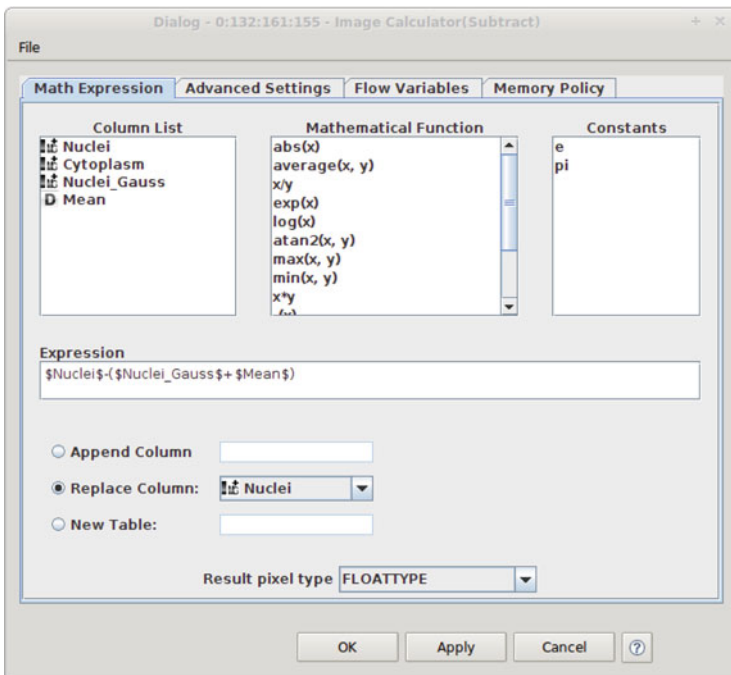 Dialog - 0:132:161:155 - Image Calculator(Subtract)
File
Math Expression Advanced Settings Flow Variables Memory Policy
Column List Mathematical Function Constants
Nuclei abs(x) e
Cytoplasm average(x, y) pi
Nuclei_Gauss x/y
D Mean exp(x)
log(x)
atan2(x, y)
max(x, y)
min(x, y)
x*y
Expression
$Nuclei$-($Nuclei_Gauss$+$Mean$)
Append Column
Replace Column: Nuclei
New Table:
Result pixel type FLOATTYPE
OK Apply Cancel ?